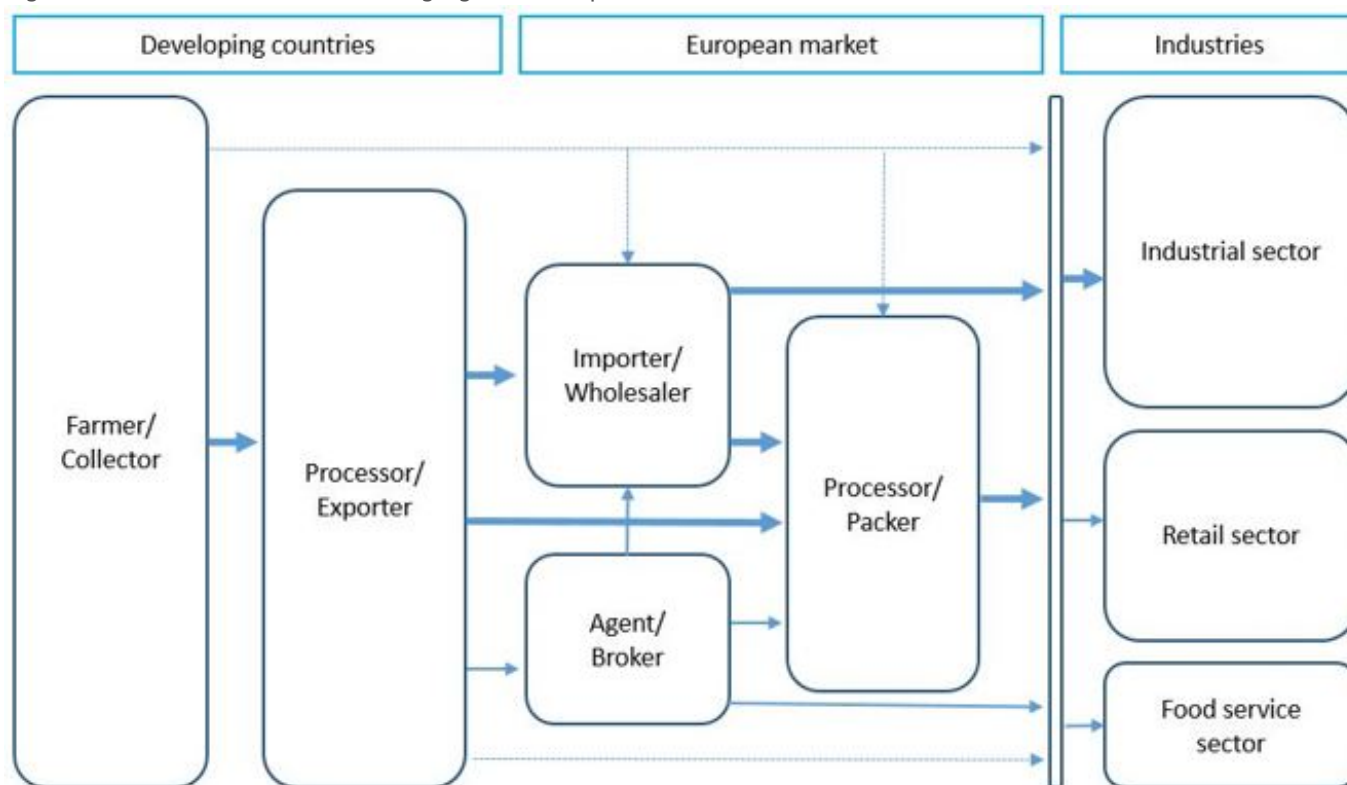 Developing countries
European market
Industries
Farmer/
Collector
Processor/
Exporter
Importer/
Wholesaler
Agent/
Broker
Processor/
Packer
Industrial sector
Retail sector
Food service
sector